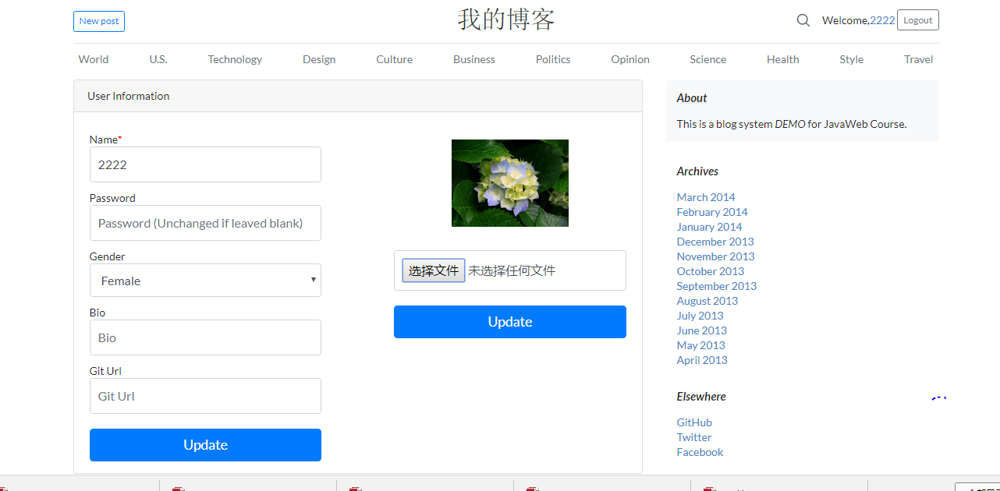 New post
我的博客
Welcome,2222 Logout
World U.S. Technology Design Culture Business Politics Opinion Science Health Style Travel
User Information
Name*
2222
Password
Password (Unchanged if leaved blank)
Gender
Female
Bio
Bio
Git Url
Git Url
Update
选择文件 未选择任何文件
Update
About
This is a blog system DEMO for JavaWeb Course.
Archives
March 2014
February 2014
January 2014
December 2013
November 2013
October 2013
September 2013
August 2013
July 2013
June 2013
May 2013
April 2013
Elsewhere
GitHub
Twitter
Facebook